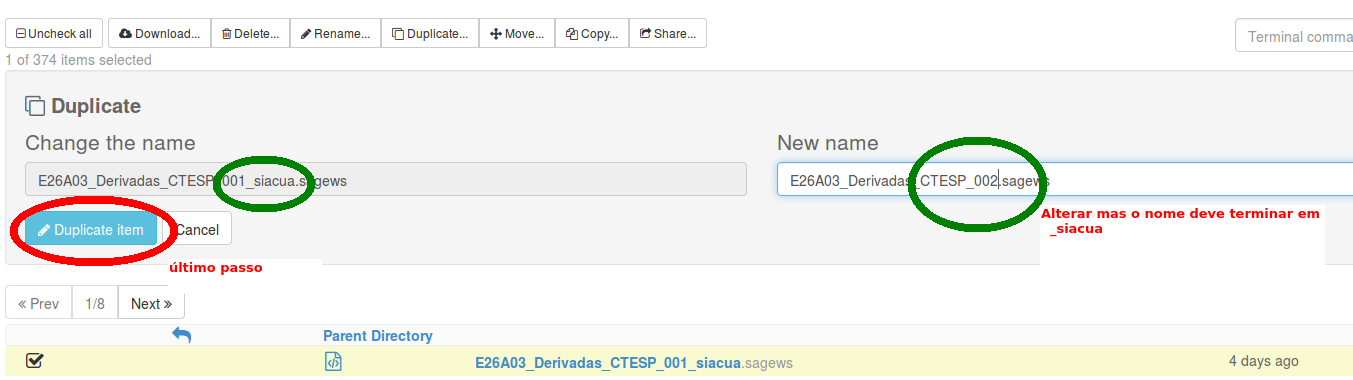 Uncheck all Download... Delete... Rename... Duplicate... Move... Copy... Share... Terminal comma
1 of 374 items selected
Duplicate
Change the name New name
E26A03_Derivadas_CTESP_001_siacua.sagews E26A03_Derivadas_CTESP_002.sagews
Alterar mas o nome deve terminar em
_siacua
Duplicate item Cancel
último passo
« Prev 1/8 Next »
Parent Directory
E26A03_Derivadas_CTESP_001_siacua.sagews 4 days ago